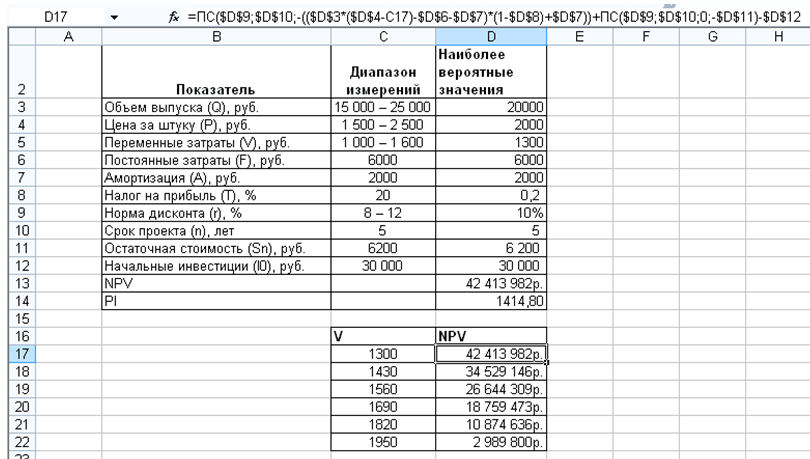 D17 fx =ПС($D$9;$D$10;-(($D$3*($D$4-C17)-$D$6-$D$7)*(1-$D$8)+$D$7))+ПС($D$9;$D$10;0;-$D$11)-$D$12
A B C D E F G H
2 Показатель Диапазон измерений Наиболее вероятные значения
3 Объем выпуска (Q), руб. 15 000 – 25 000 20000
4 Цена за штуку (P), руб. 1 500 – 2 500 2000
5 Переменные затраты (V), руб. 1 000 – 1 600 1300
6 Постоянные затраты (F), руб. 6000 6000
7 Амортизация (A), руб. 2000 2000
8 Налог на прибыль (T), % 20 0,2
9 Норма дисконта (r), % 8 – 12 10%
10 Срок проекта (n), лет 5 5
11 Остаточная стоимость (Sn), руб. 6200 6 200
12 Начальные инвестиции (I0), руб. 30 000 30 000
13 NPV 42 413 982р.
14 PI 1414,80
15
16 V NPV
17 1300 42 413 982р.
18 1430 34 529 146р.
19 1560 26 644 309р.
20 1690 18 759 473р.
21 1820 10 874 636р.
22 1950 2 989 800р.